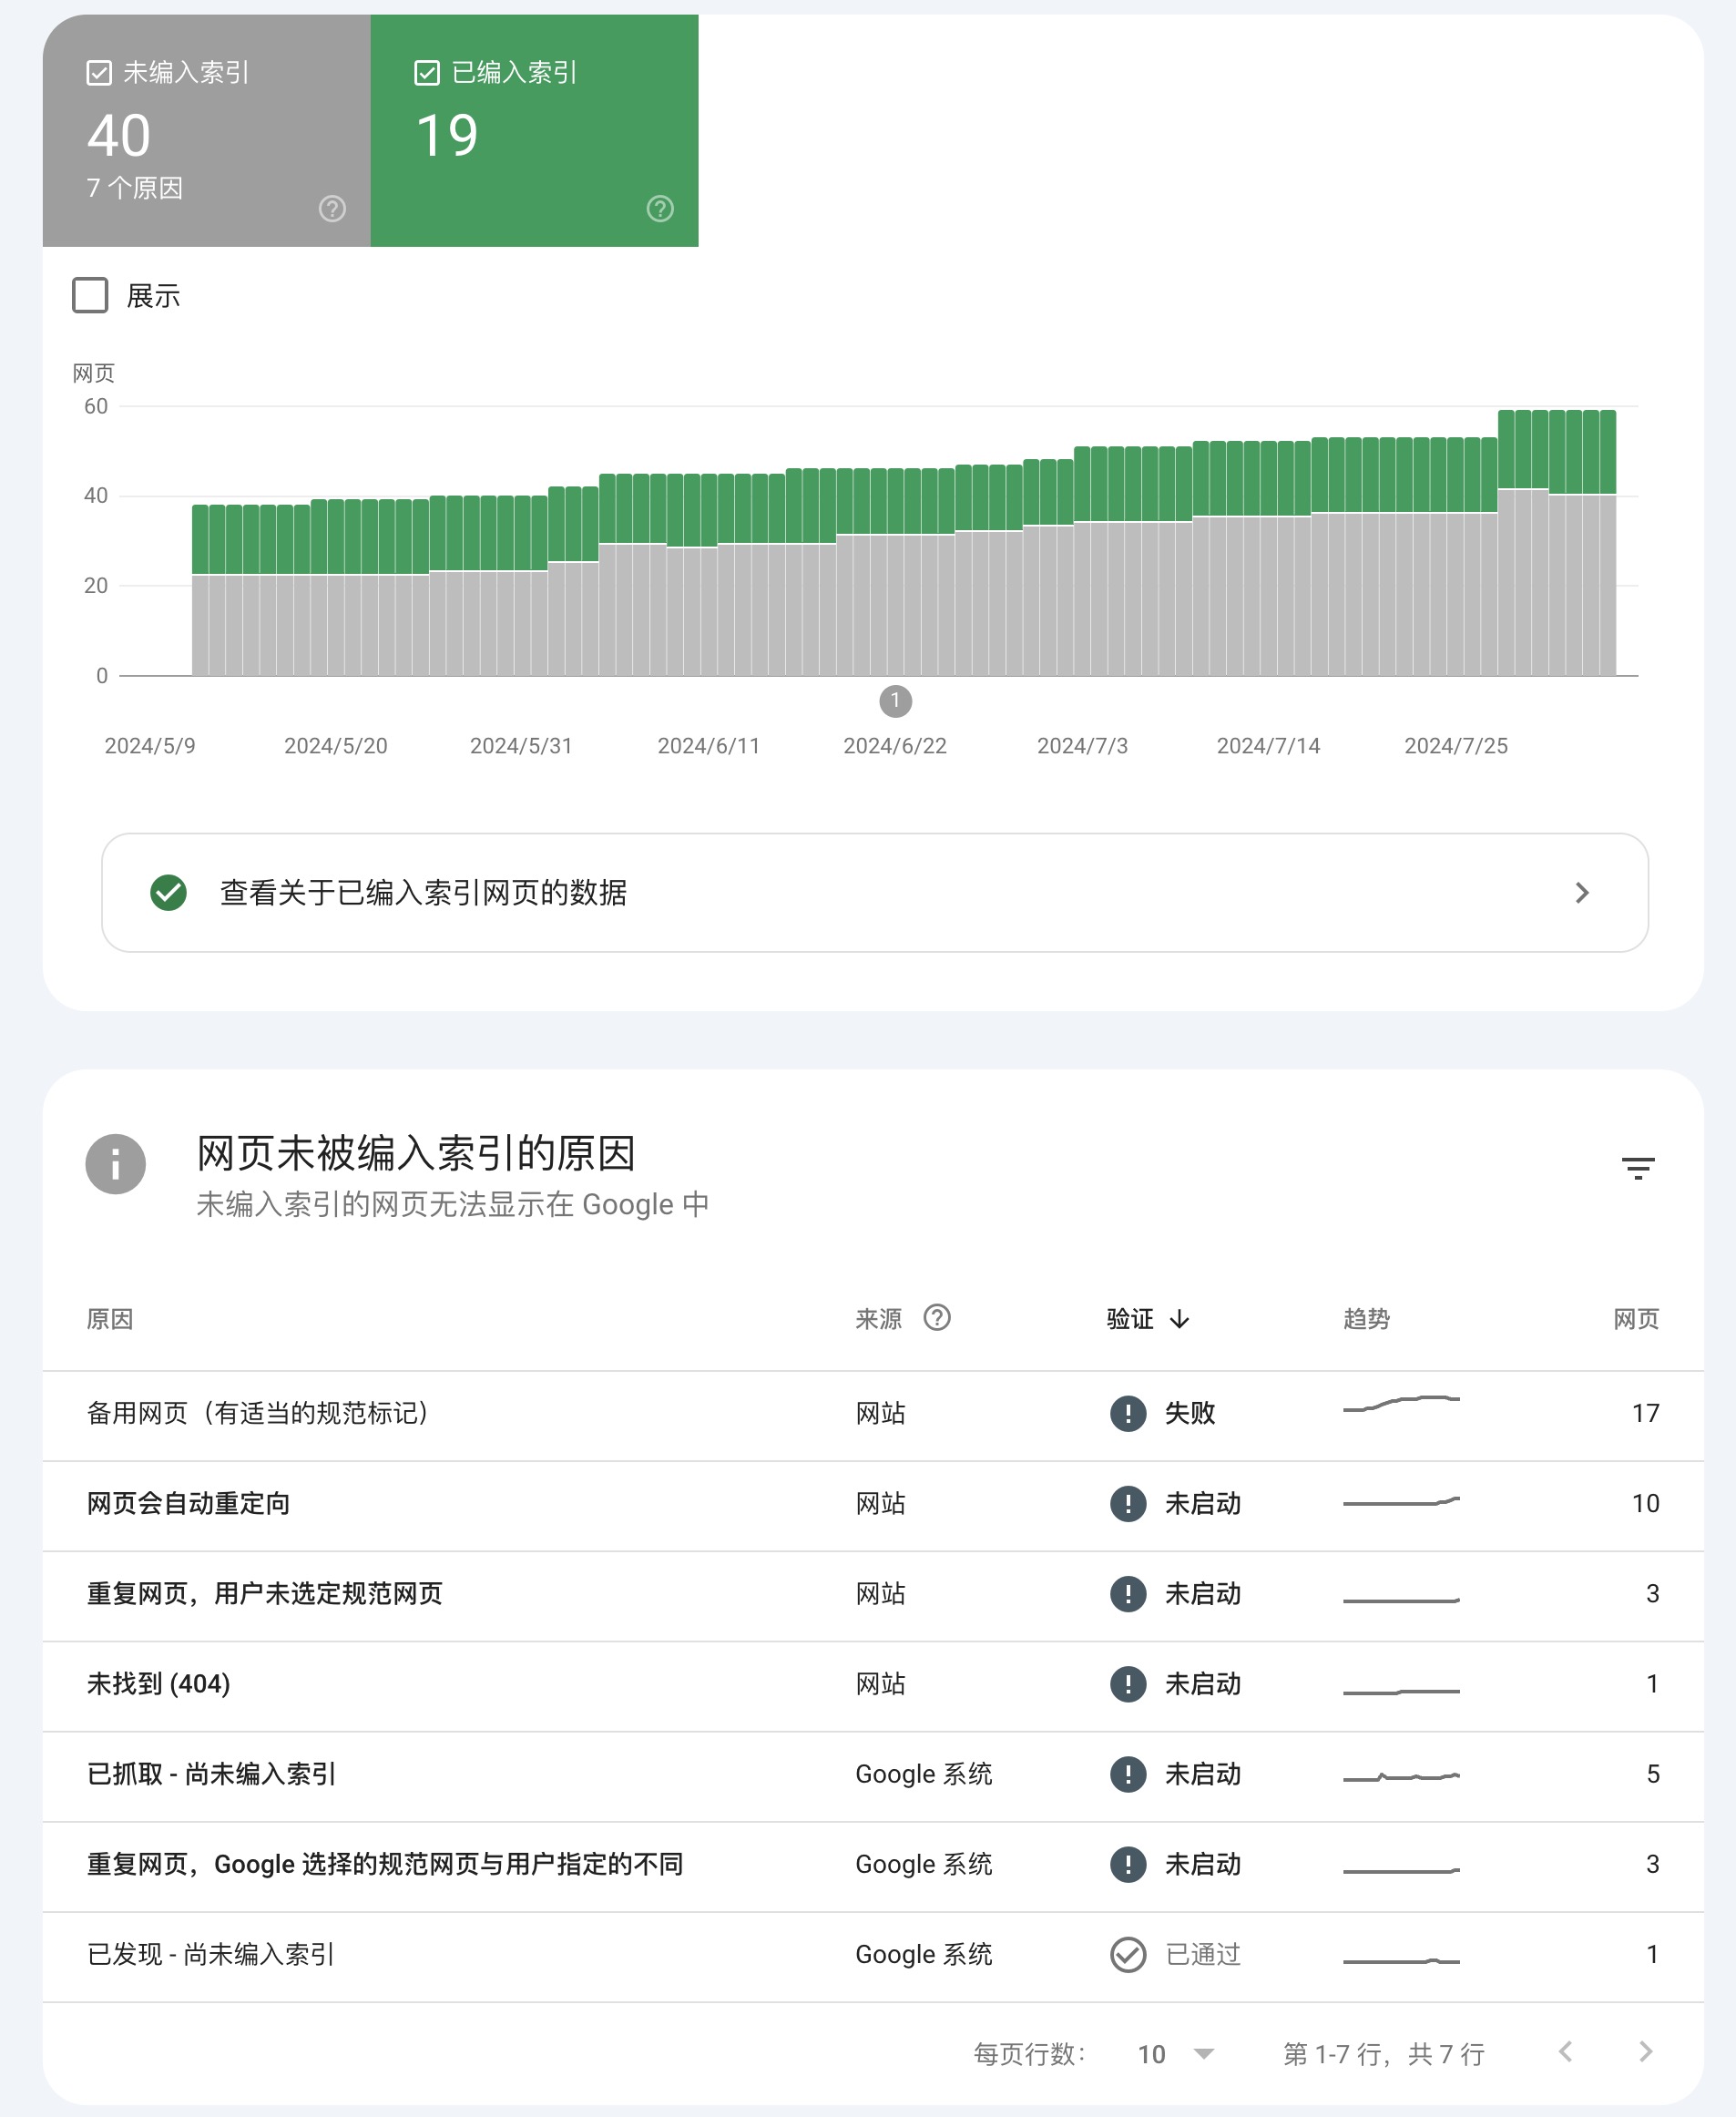 未编入索引
40
7 个原因
已编入索引
19
展示
网页
60
40
20
0
1
2024/5/9 2024/5/20 2024/5/31 2024/6/11 2024/6/22 2024/7/3 2024/7/14 2024/7/25
查看关于已编入索引网页的数据
网页未被编入索引的原因
未编入索引的网页无法显示在 Google 中
原因 来源 验证 趋势 网页
备用网页（有适当的规范标记） 网站 失败 17
网页会自动重定向 网站 未启动 10
重复网页，用户未选定规范网页 网站 未启动 3
未找到 (404) 网站 未启动 1
已抓取 - 尚未编入索引 Google 系统 未启动 5
重复网页，Google 选择的规范网页与用户指定的不同 Google 系统 未启动 3
已发现 - 尚未编入索引 Google 系统 已通过 1
每页行数： 10 第 1-7 行，共 7 行